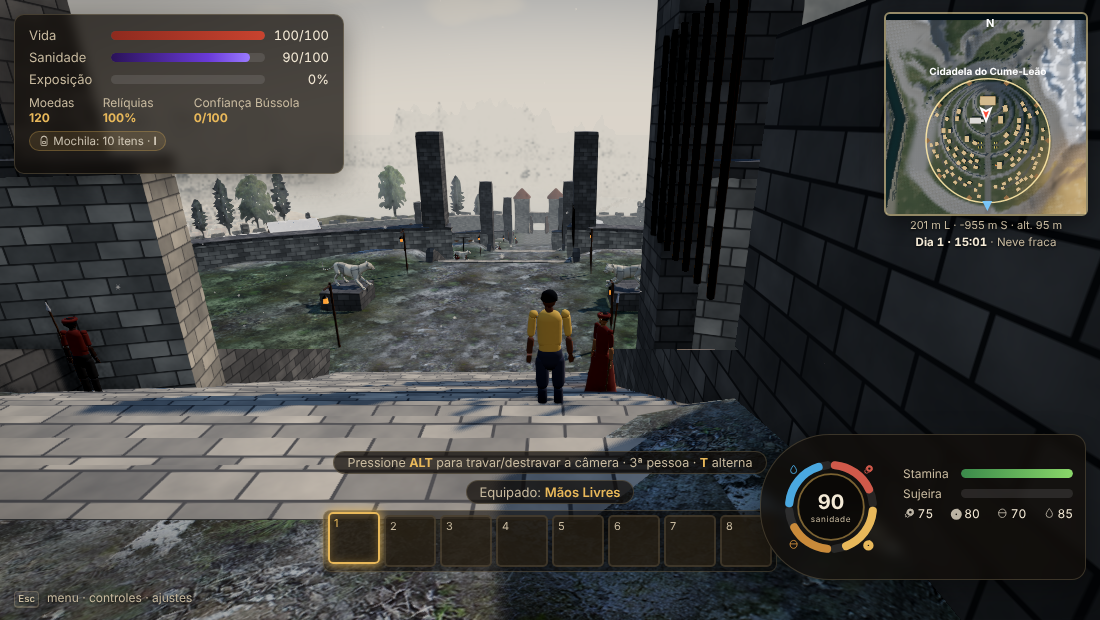 Vida 100/100
Sanidade 90/100
Exposição 0%
Moedas Relíquias Confiança Bússola
120 100% 0/100
Mochila: 10 itens · I
N
Cidadela do Cume-Leão
201 m L · -955 m S · alt. 95 m
Dia 1 · 15:01 · Neve fraca
Pressione ALT para travar/destravar a câmera · 3ª pessoa · T alterna
Equipado: Mãos Livres
1 2 3 4 5 6 7 8
90
sanidade
Stamina
Sujeira
75 80 70 85
Esc menu · controles · ajustes